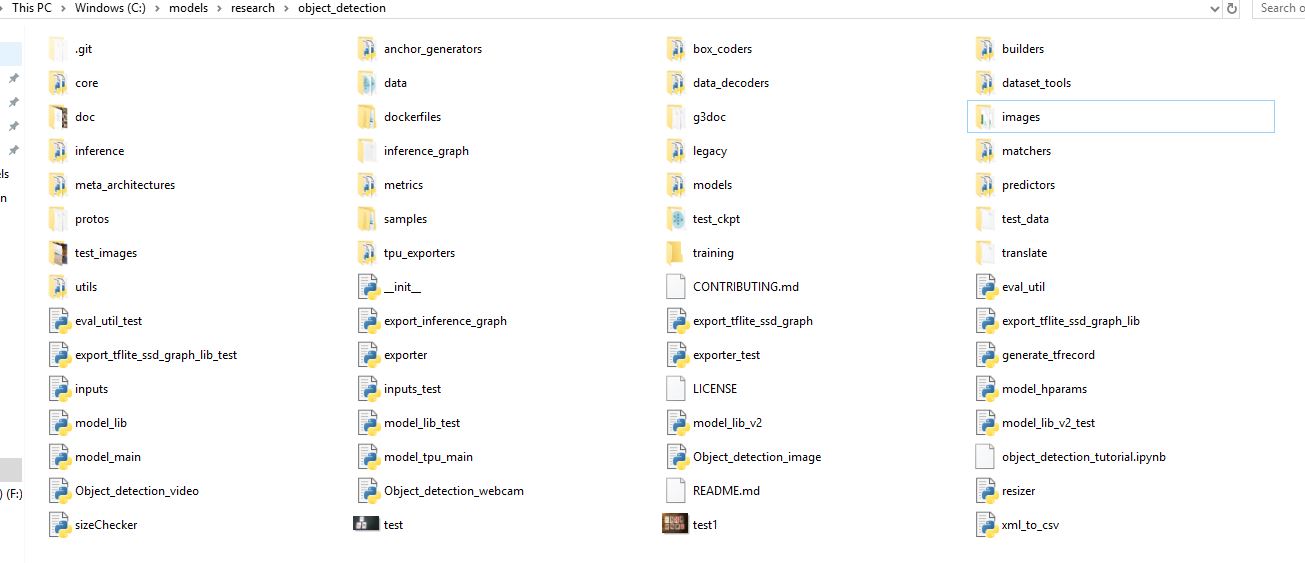 This PC > Windows (C:) > models > research > object_detection
Search o
.git anchor_generators box_coders builders
core data data_decoders dataset_tools
doc dockerfiles g3doc images
inference inference_graph legacy matchers
els
meta_architectures metrics models predictors
n
protos samples test_ckpt test_data
test_images tpu_exporters training translate
utils __init__ CONTRIBUTING.md eval_util
eval_util_test export_inference_graph export_tflite_ssd_graph export_tflite_ssd_graph_lib
export_tflite_ssd_graph_lib_test exporter exporter_test generate_tfrecord
inputs inputs_test LICENSE model_hparams
model_lib model_lib_test model_lib_v2 model_lib_v2_test
model_main model_tpu_main Object_detection_image object_detection_tutorial.ipynb
) (F:) Object_detection_video Object_detection_webcam README.md resizer
sizeChecker test test1 xml_to_csv